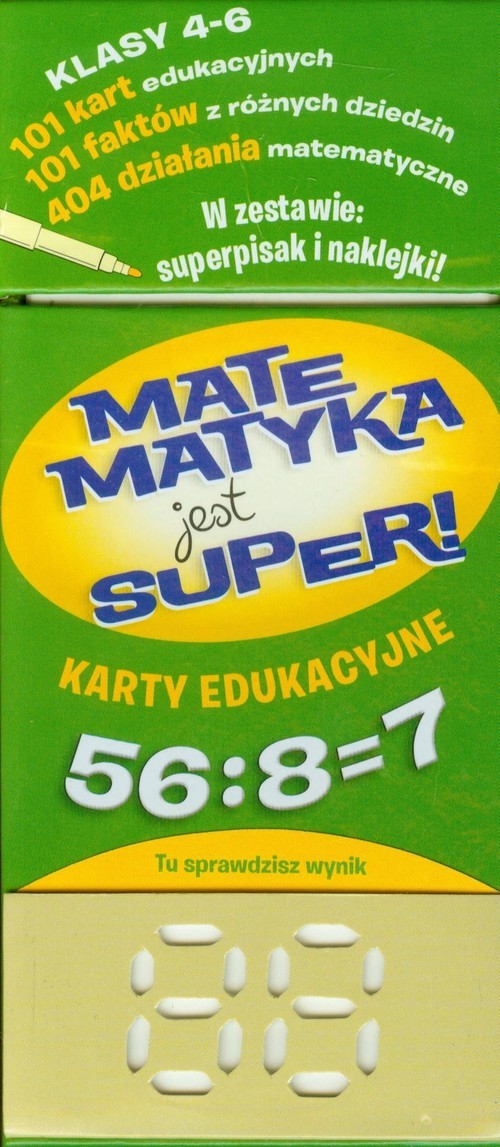 KLASY 4-6
101 kart edukacyjnych
101 faktów z różnych dziedzin
404 działania matematyczne
W zestawie:
superpisak i naklejki!
MATE
MATYKA
jest
SUPER!
KARTY EDUKACYJNE
56:8=7
Tu sprawdzisz wynik
88